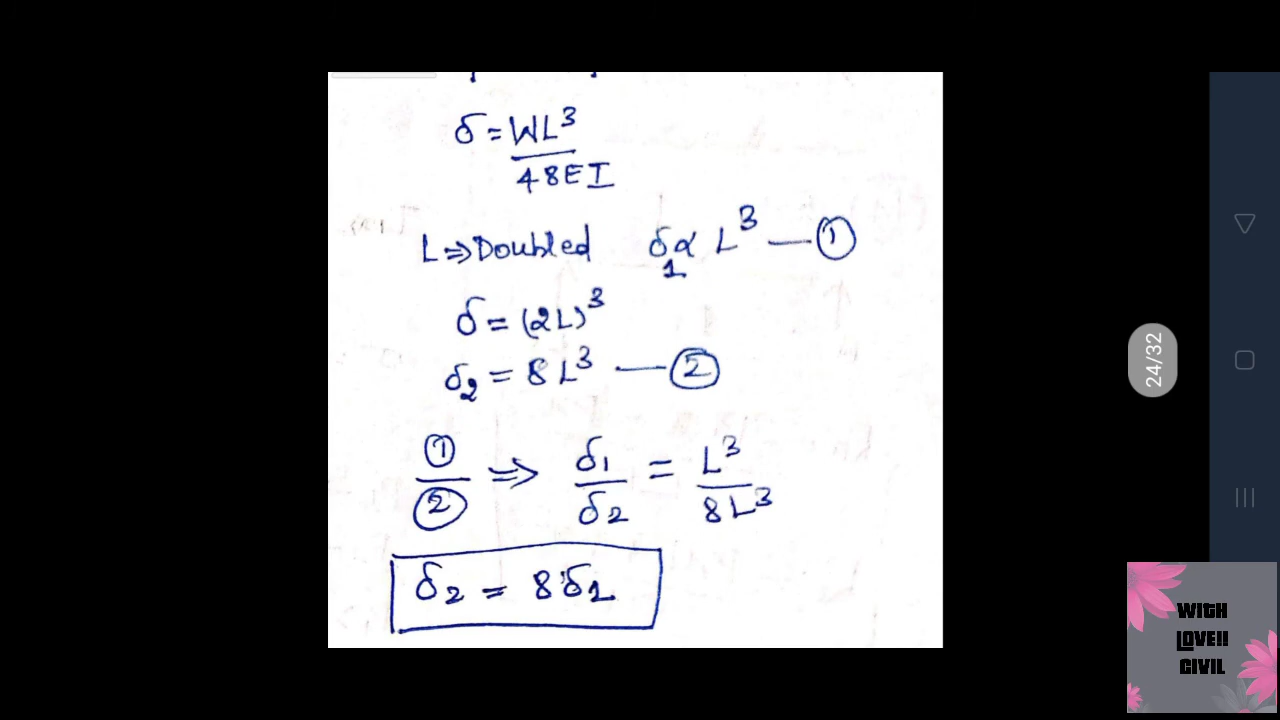 δ = WL³
48EI
L ⇒ Doubled δ₁ ∝ L³ — ①
δ = (2L)³
δ₂ = 8L³ — ②
①/② ⇒ δ₁/δ₂ = L³/8L³
δ₂ = 8δ₁
24/32
WITH
LOVE!!
CIVIL